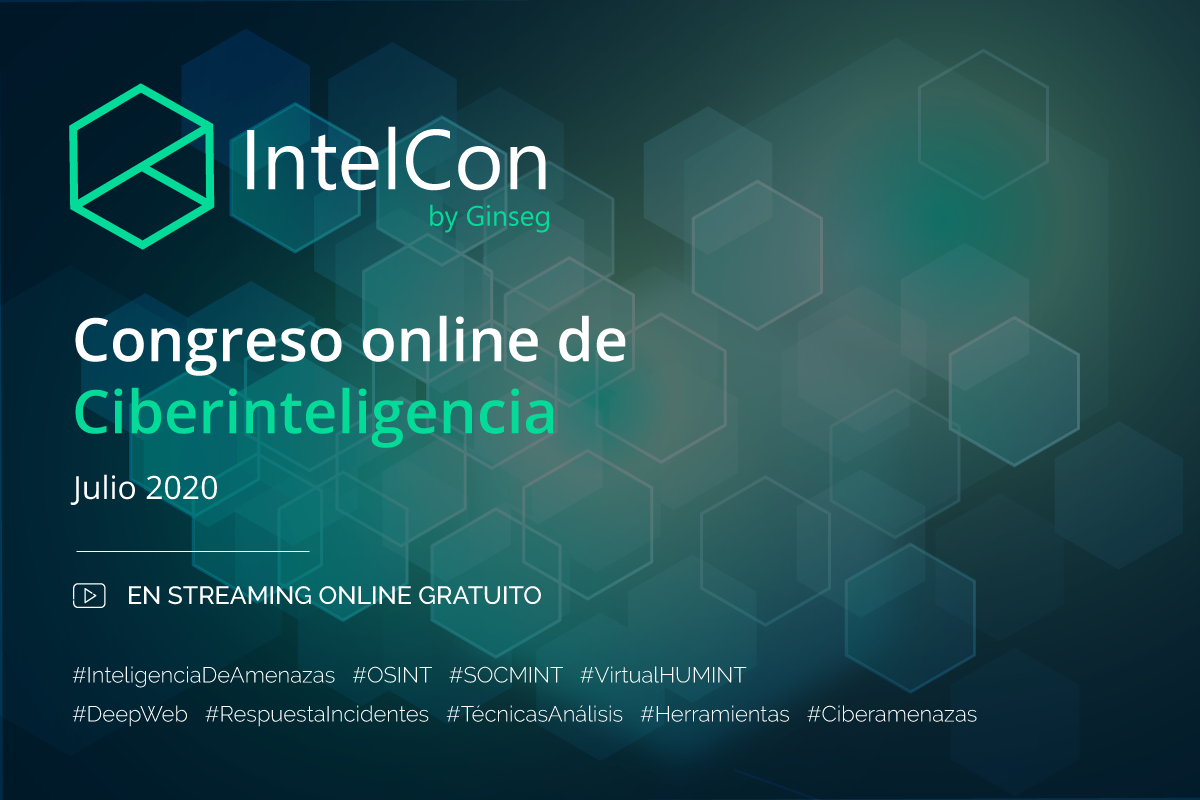 IntelCon
by Ginseg
Congreso online de
Ciberinteligencia
Julio 2020
EN STREAMING ONLINE GRATUITO
#InteligenciaDeAmenazas #OSINT #SOCMINT #VirtualHUMINT
#DeepWeb #RespuestaIncidentes #TécnicasAnálisis #Herramientas #Ciberamenazas